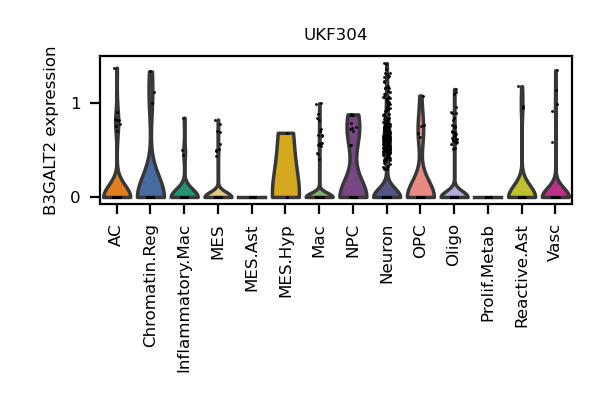 UKF304
B3GALT2 expression
1
0
AC
Chromatin.Reg
Inflammatory.Mac
MES
MES.Ast
MES.Hyp
Mac
NPC
Neuron
OPC
Oligo
Prolif.Metab
Reactive.Ast
Vasc